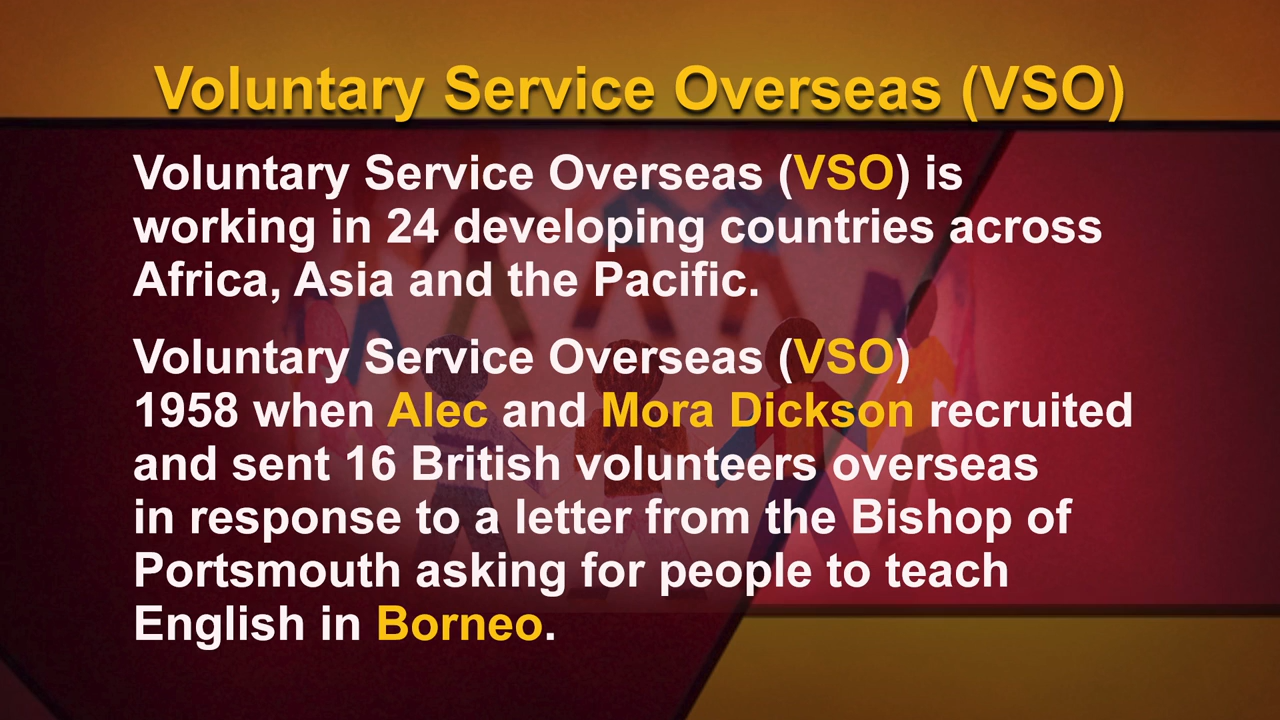 Voluntary Service Overseas (VSO)
Voluntary Service Overseas (VSO) is
working in 24 developing countries across
Africa, Asia and the Pacific.
Voluntary Service Overseas (VSO)
1958 when Alec and Mora Dickson recruited
and sent 16 British volunteers overseas
in response to a letter from the Bishop of
Portsmouth asking for people to teach
English in Borneo.